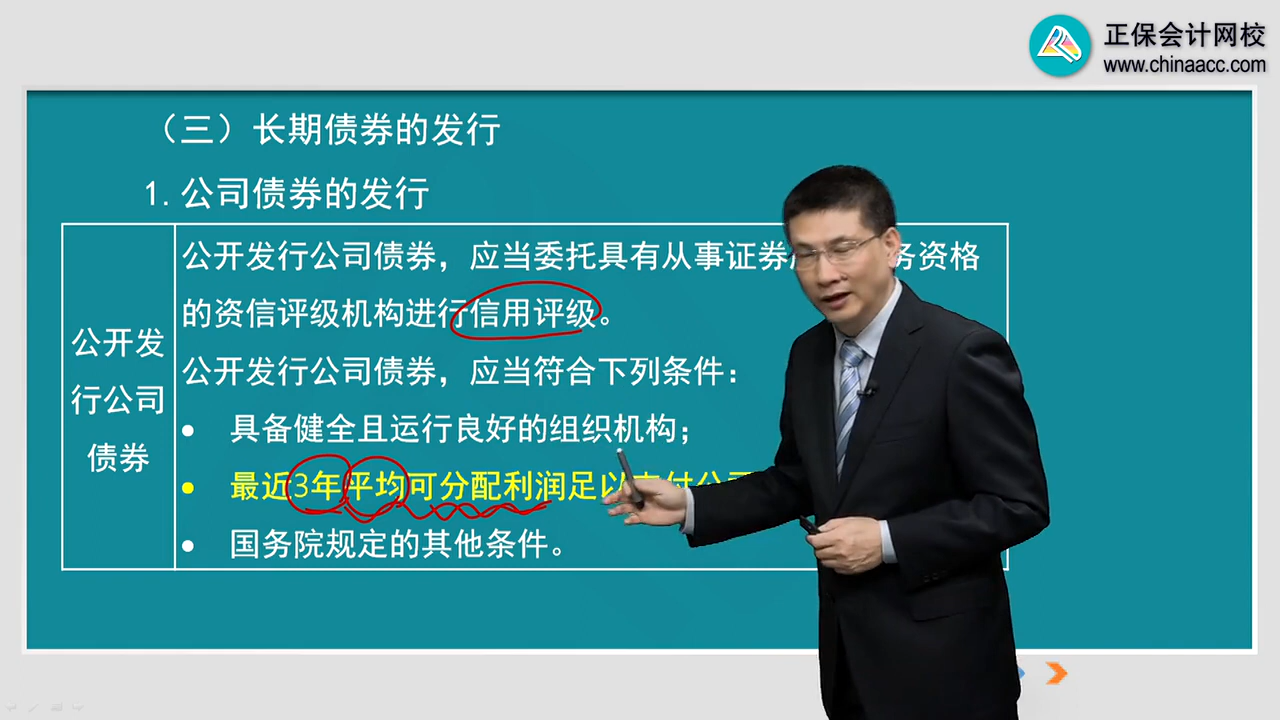 正保会计网校
www.chinaacc.com
（三）长期债券的发行
1.公司债券的发行
公开发行公司债券
公开发行公司债券，应当委托具有从事证券 务资格
的资信评级机构进行信用评级。
公开发行公司债券，应当符合下列条件：
● 具备健全且运行良好的组织机构；
● 最近3年平均可分配利润足以支付公
● 国务院规定的其他条件。